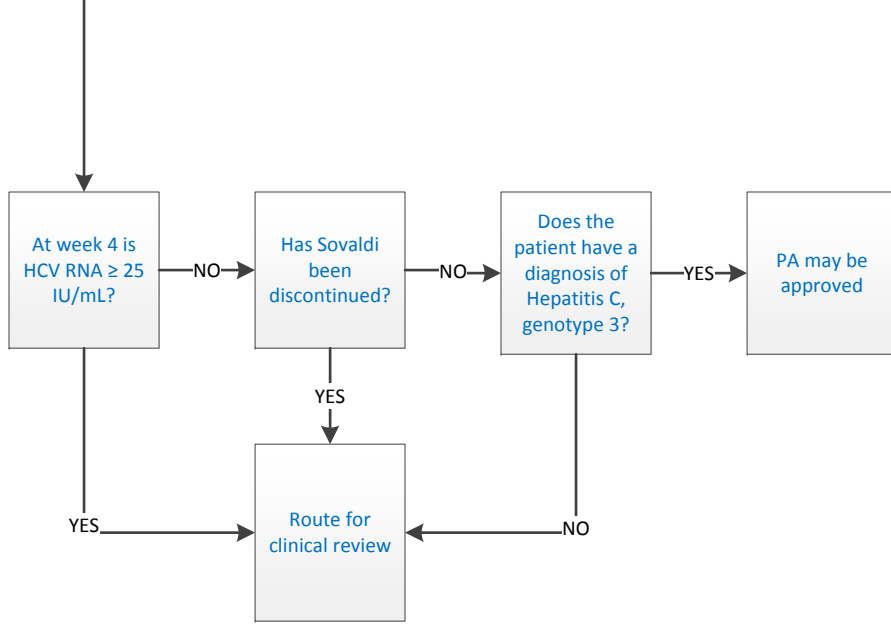 At week 4 is
HCV RNA ≥ 25
IU/mL?
NO
Has Sovaldi
been
discontinued?
NO
Does the
patient have a
diagnosis of
Hepatitis C,
genotype 3?
YES
PA may be
approved
YES
YES
NO
Route for
clinical review